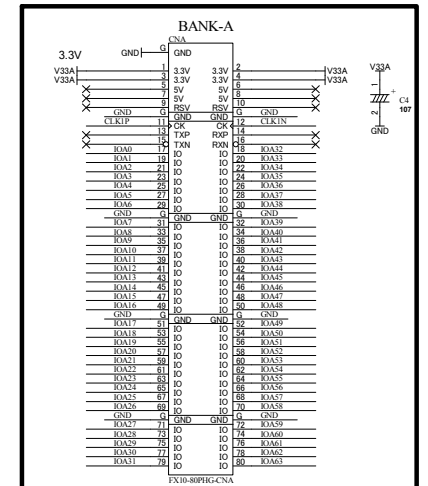 BANK-A
CNA
3.3V
GND G
V33A 1 3.3V 3.3V 2 V33A V33A
V33A 3 3.3V 3.3V 4 V33A
5 5V 5V 6
7 5V 5V 8
9 RSV RSV 10
GND G GND GND G GND
CLK1P 11 CK CK 12 CLK1N
13 TXP RXP 14
15 TXN RXN 16
IOA0 17 IO IO 18 IOA32
IOA1 19 IO IO 20 IOA33
IOA2 21 IO IO 22 IOA34
IOA3 23 IO IO 24 IOA35
IOA4 25 IO IO 26 IOA36
IOA5 27 IO IO 28 IOA37
IOA6 29 IO IO 30 IOA38
GND G GND GND G GND
IOA7 31 IO IO 32 IOA39
IOA8 33 IO IO 34 IOA40
IOA9 35 IO IO 36 IOA41
IOA10 37 IO IO 38 IOA42
IOA11 39 IO IO 40 IOA43
IOA12 41 IO IO 42 IOA44
IOA13 43 IO IO 44 IOA45
IOA14 45 IO IO 46 IOA46
IOA15 47 IO IO 48 IOA47
IOA16 49 IO IO 50 IOA48
GND G GND GND G GND
IOA17 51 IO IO 52 IOA49
IOA18 53 IO IO 54 IOA50
IOA19 55 IO IO 56 IOA51
IOA20 57 IO IO 58 IOA52
IOA21 59 IO IO 60 IOA53
IOA22 61 IO IO 62 IOA54
IOA23 63 IO IO 64 IOA55
IOA24 65 IO IO 66 IOA56
IOA25 67 IO IO 68 IOA57
IOA26 69 IO IO 70 IOA58
GND G GND GND G GND
IOA27 71 IO IO 72 IOA59
IOA28 73 IO IO 74 IOA60
IOA29 75 IO IO 76 IOA61
IOA30 77 IO IO 78 IOA62
IOA31 79 IO IO 80 IOA63
FX10-80PHG-CNA
1
+
C4
107
2
GND